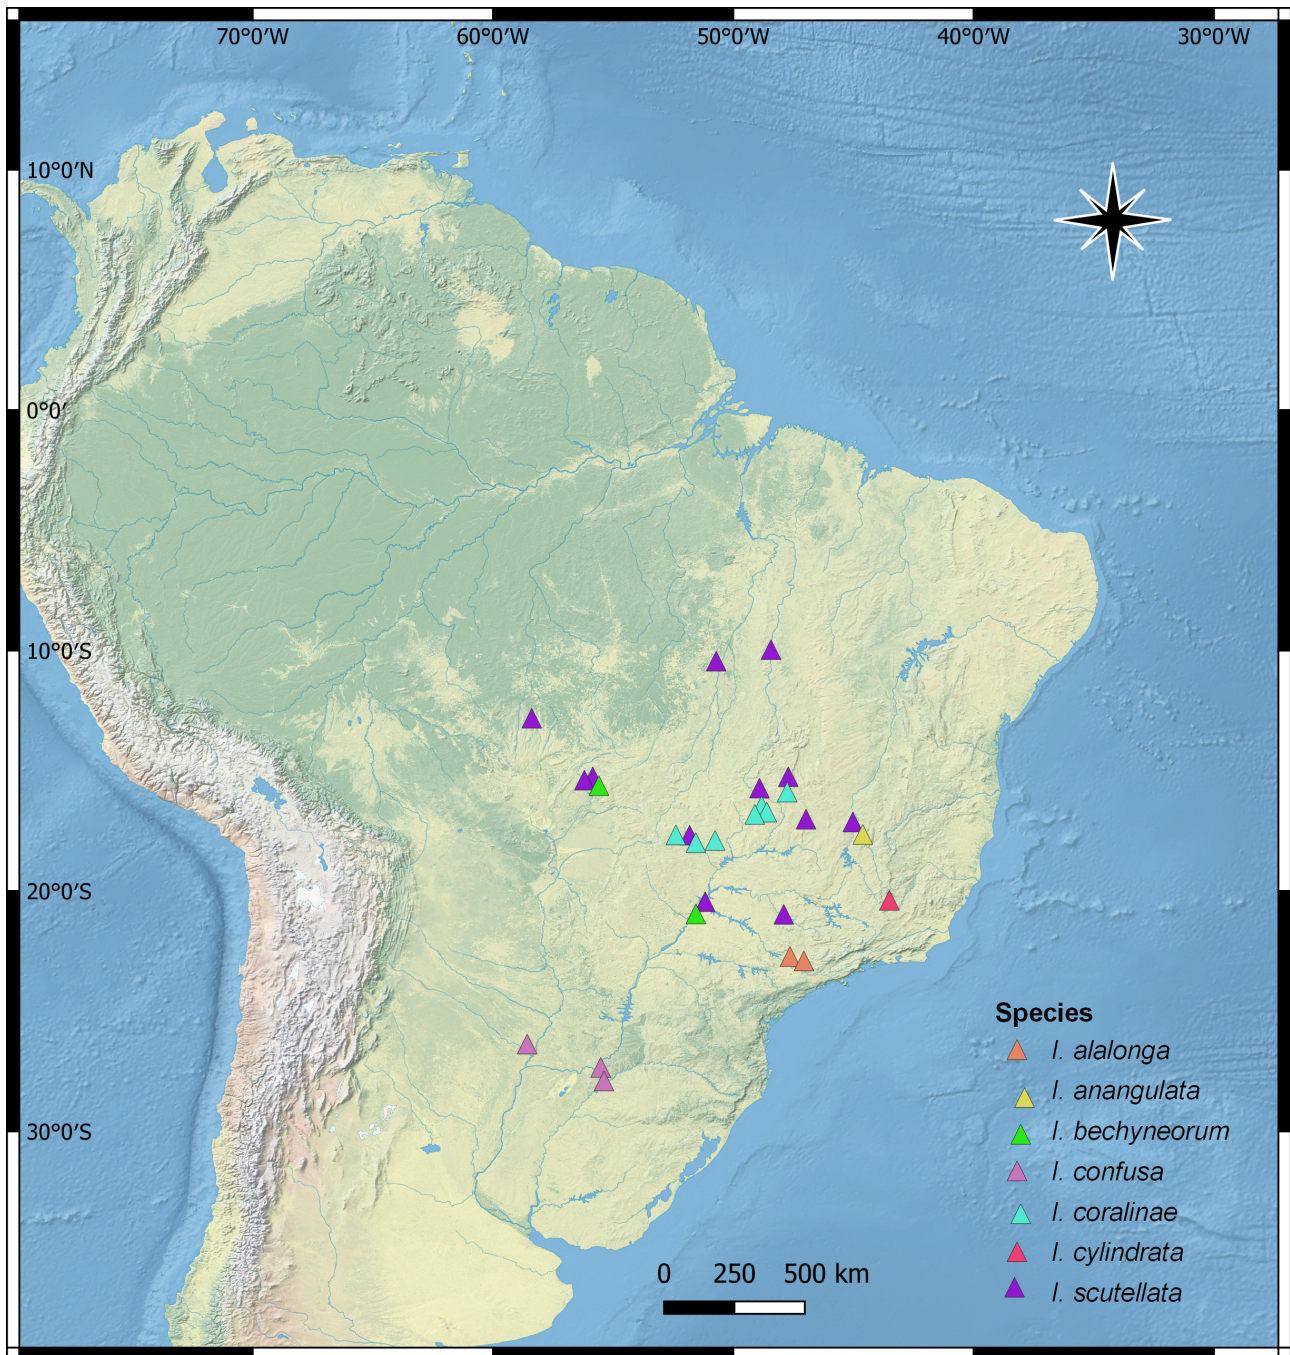 70°0′W 60°0′W 50°0′W 40°0′W 30°0′W
10°0′N
0°0′
10°0′S
20°0′S
30°0′S
Species
I. alalonga
I. anangulata
I. bechyneorum
I. confusa
I. coralinae
I. cylindrata
I. scutellata
0 250 500 km